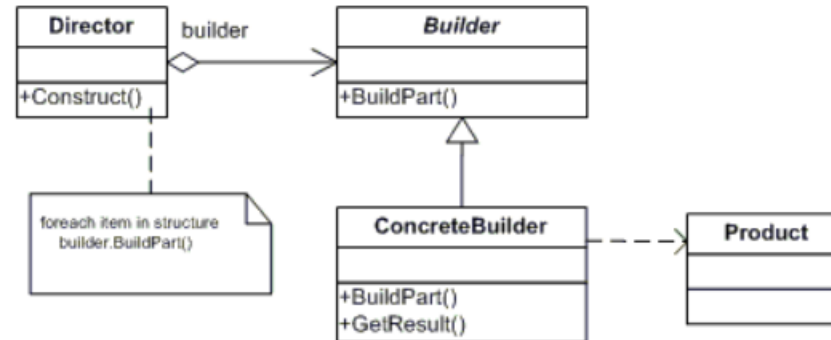 Director
builder
Builder
+Construct()
+BuildPart()
foreach item in structure
builder.BuildPart()
ConcreteBuilder
Product
+BuildPart()
+GetResult()